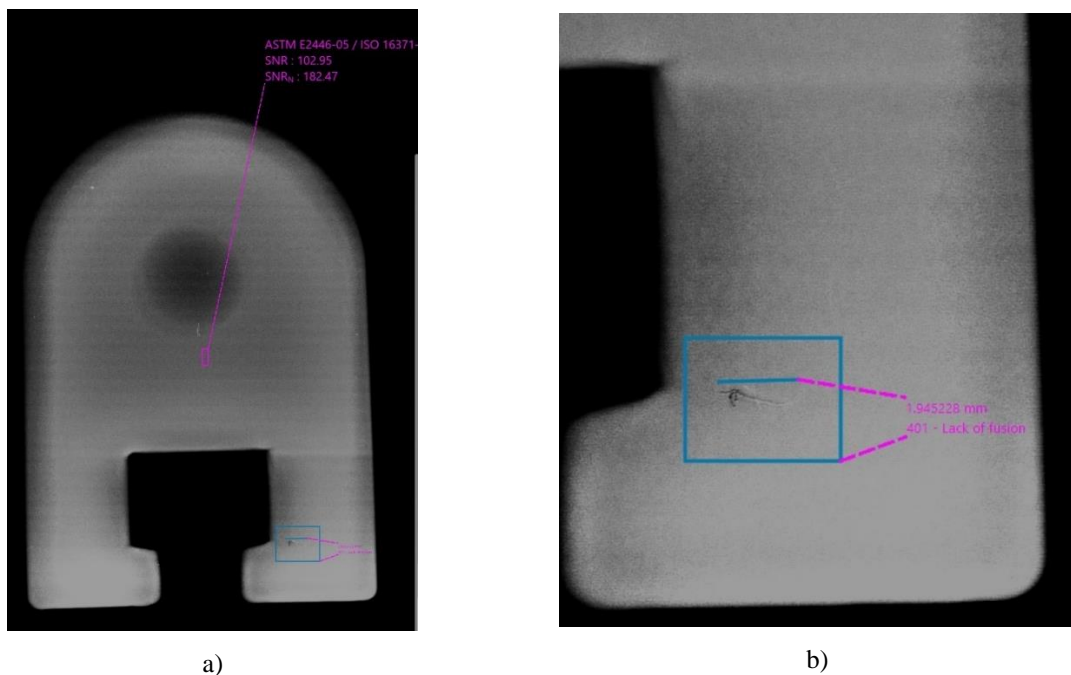 ASTM E2446-05 / ISO 16371-
SNR : 102.95
SNRN : 182.47
1.945228 mm
401 - Lack of fusion
a)
b)